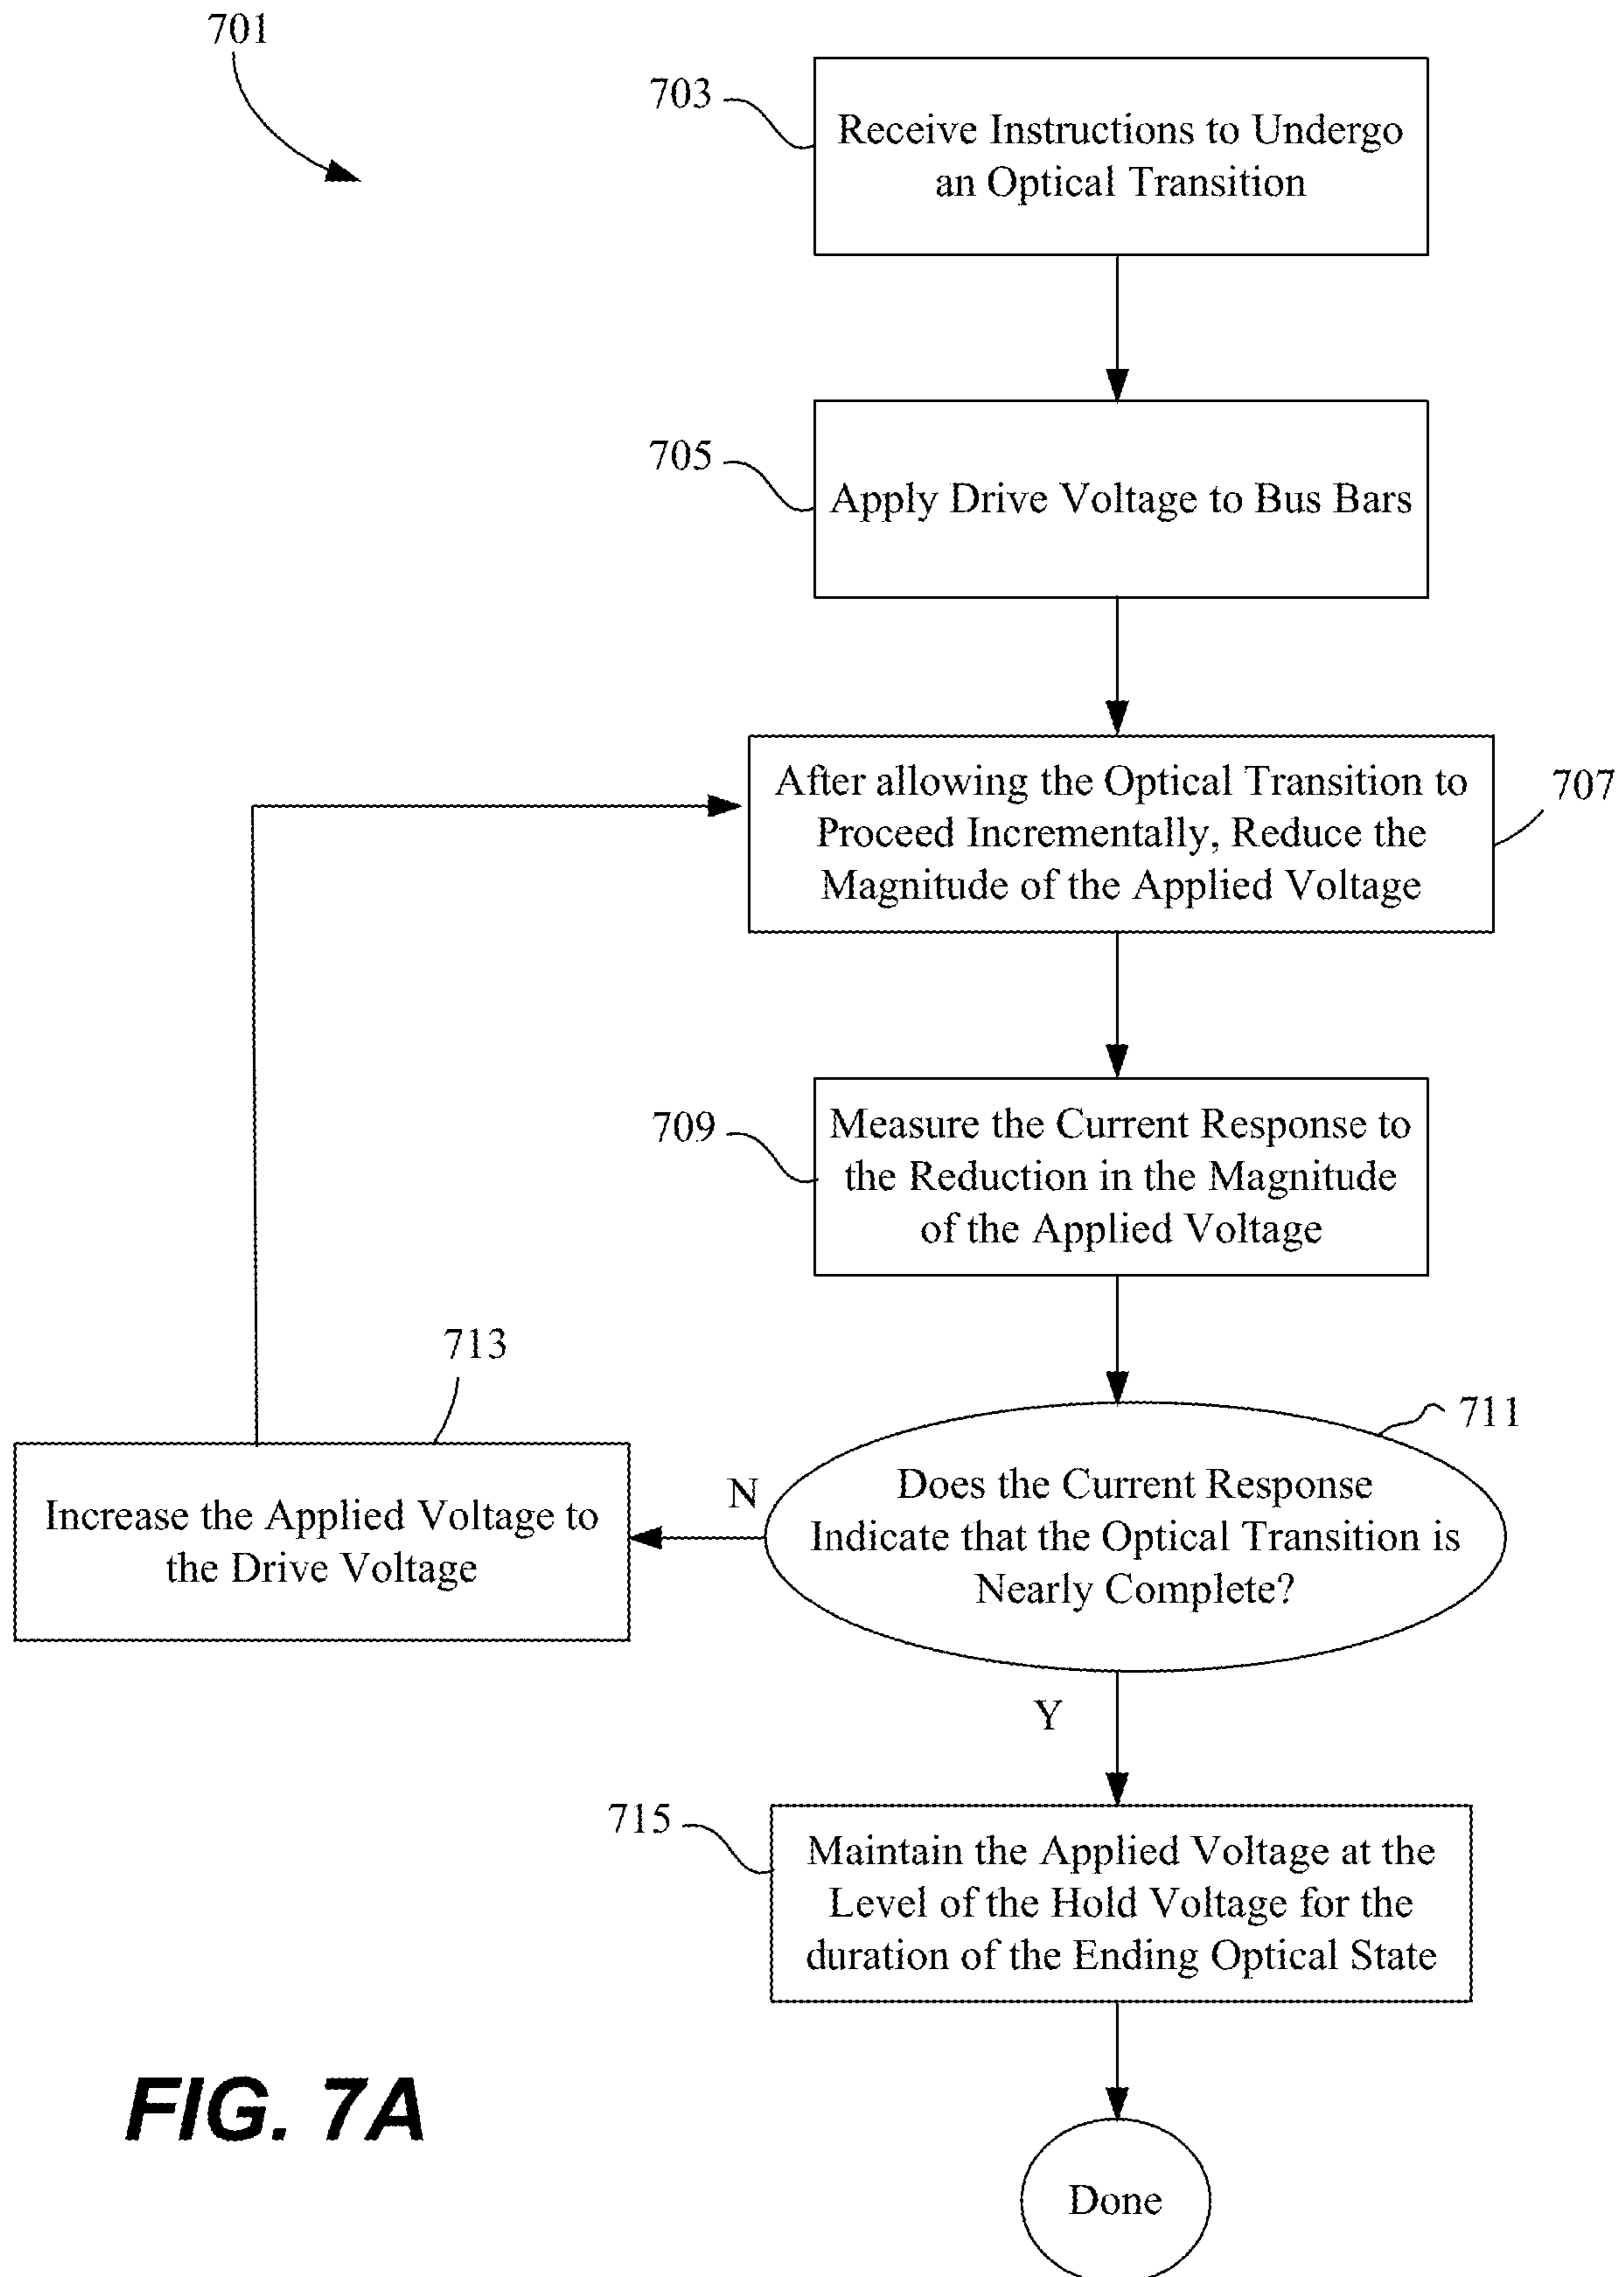 701
703
Receive Instructions to Undergo
an Optical Transition
705
Apply Drive Voltage to Bus Bars
After allowing the Optical Transition to
Proceed Incrementally, Reduce the
Magnitude of the Applied Voltage
707
709
Measure the Current Response to
the Reduction in the Magnitude
of the Applied Voltage
713
711
Increase the Applied Voltage to
the Drive Voltage
N
Does the Current Response
Indicate that the Optical Transition is
Nearly Complete?
Y
715
Maintain the Applied Voltage at the
Level of the Hold Voltage for the
duration of the Ending Optical State
FIG. 7A
Done